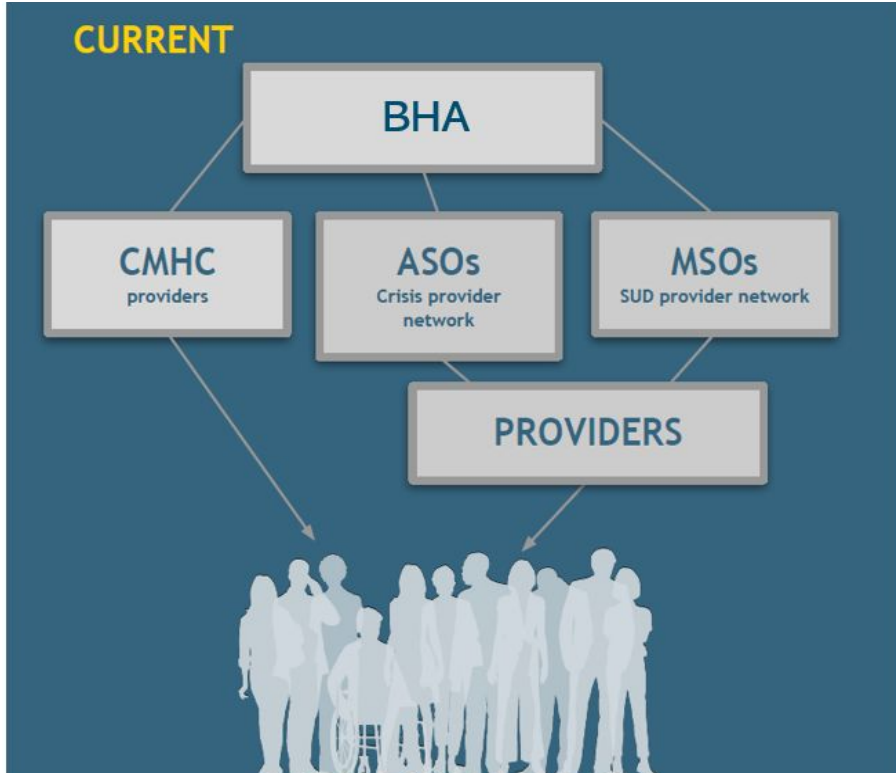 CURRENT
BHA
CMHC
providers
ASOs
Crisis provider
network
MSOs
SUD provider network
PROVIDERS